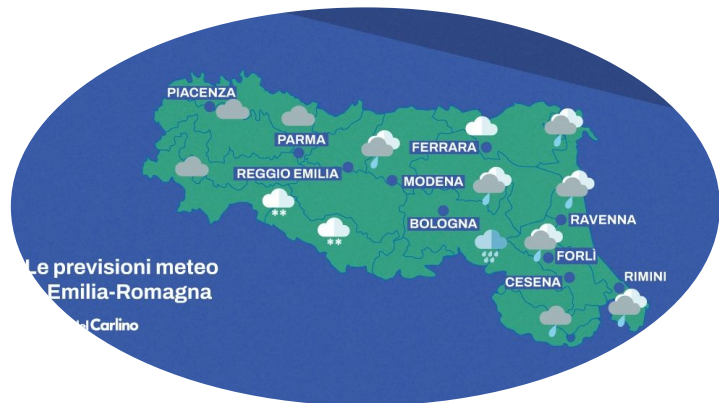 PIACENZA
PARMA
FERRARA
REGGIO EMILIA
MODENA
BOLOGNA
RAVENNA
FORLÌ
CESENA
RIMINI
Le previsioni meteo
Emilia-Romagna
Carlino